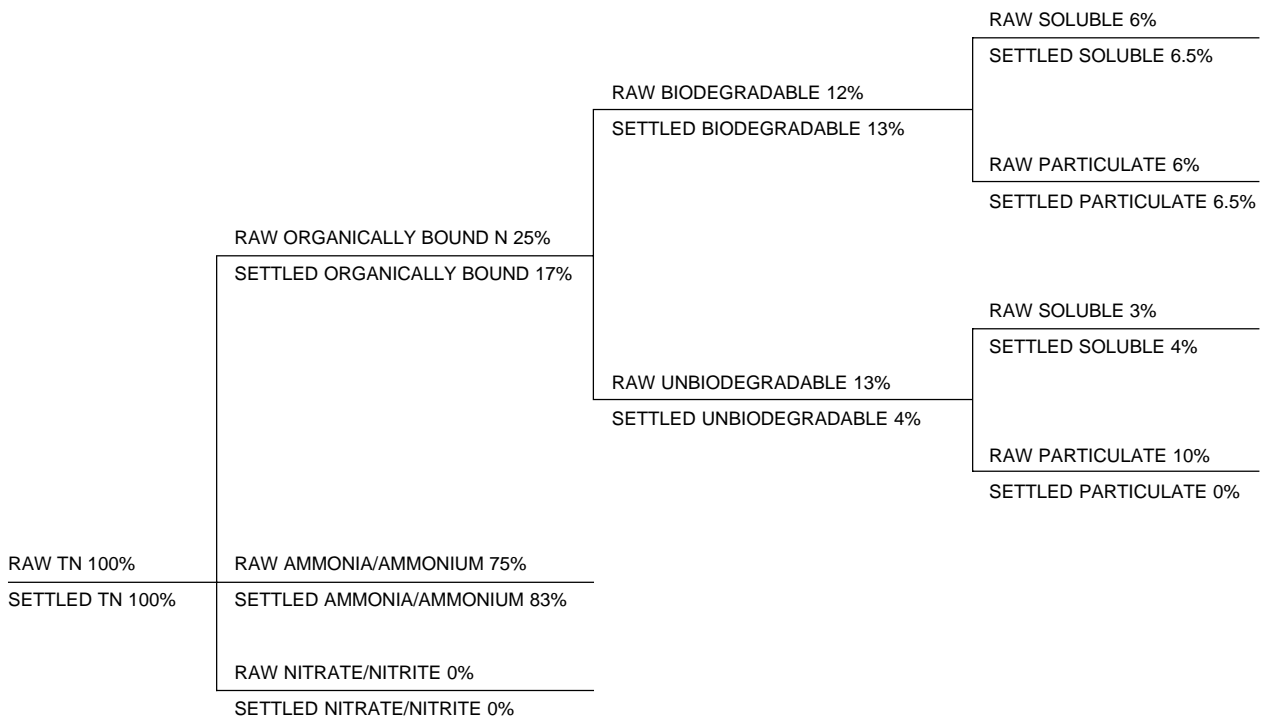 RAW SOLUBLE 6%
SETTLED SOLUBLE 6.5%
RAW BIODEGRADABLE 12%
SETTLED BIODEGRADABLE 13%
RAW PARTICULATE 6%
SETTLED PARTICULATE 6.5%
RAW ORGANICALLY BOUND N 25%
SETTLED ORGANICALLY BOUND 17%
RAW SOLUBLE 3%
SETTLED SOLUBLE 4%
RAW UNBIODEGRADABLE 13%
SETTLED UNBIODEGRADABLE 4%
RAW PARTICULATE 10%
SETTLED PARTICULATE 0%
RAW TN 100%
SETTLED TN 100%
RAW AMMONIA/AMMONIUM 75%
SETTLED AMMONIA/AMMONIUM 83%
RAW NITRATE/NITRITE 0%
SETTLED NITRATE/NITRITE 0%